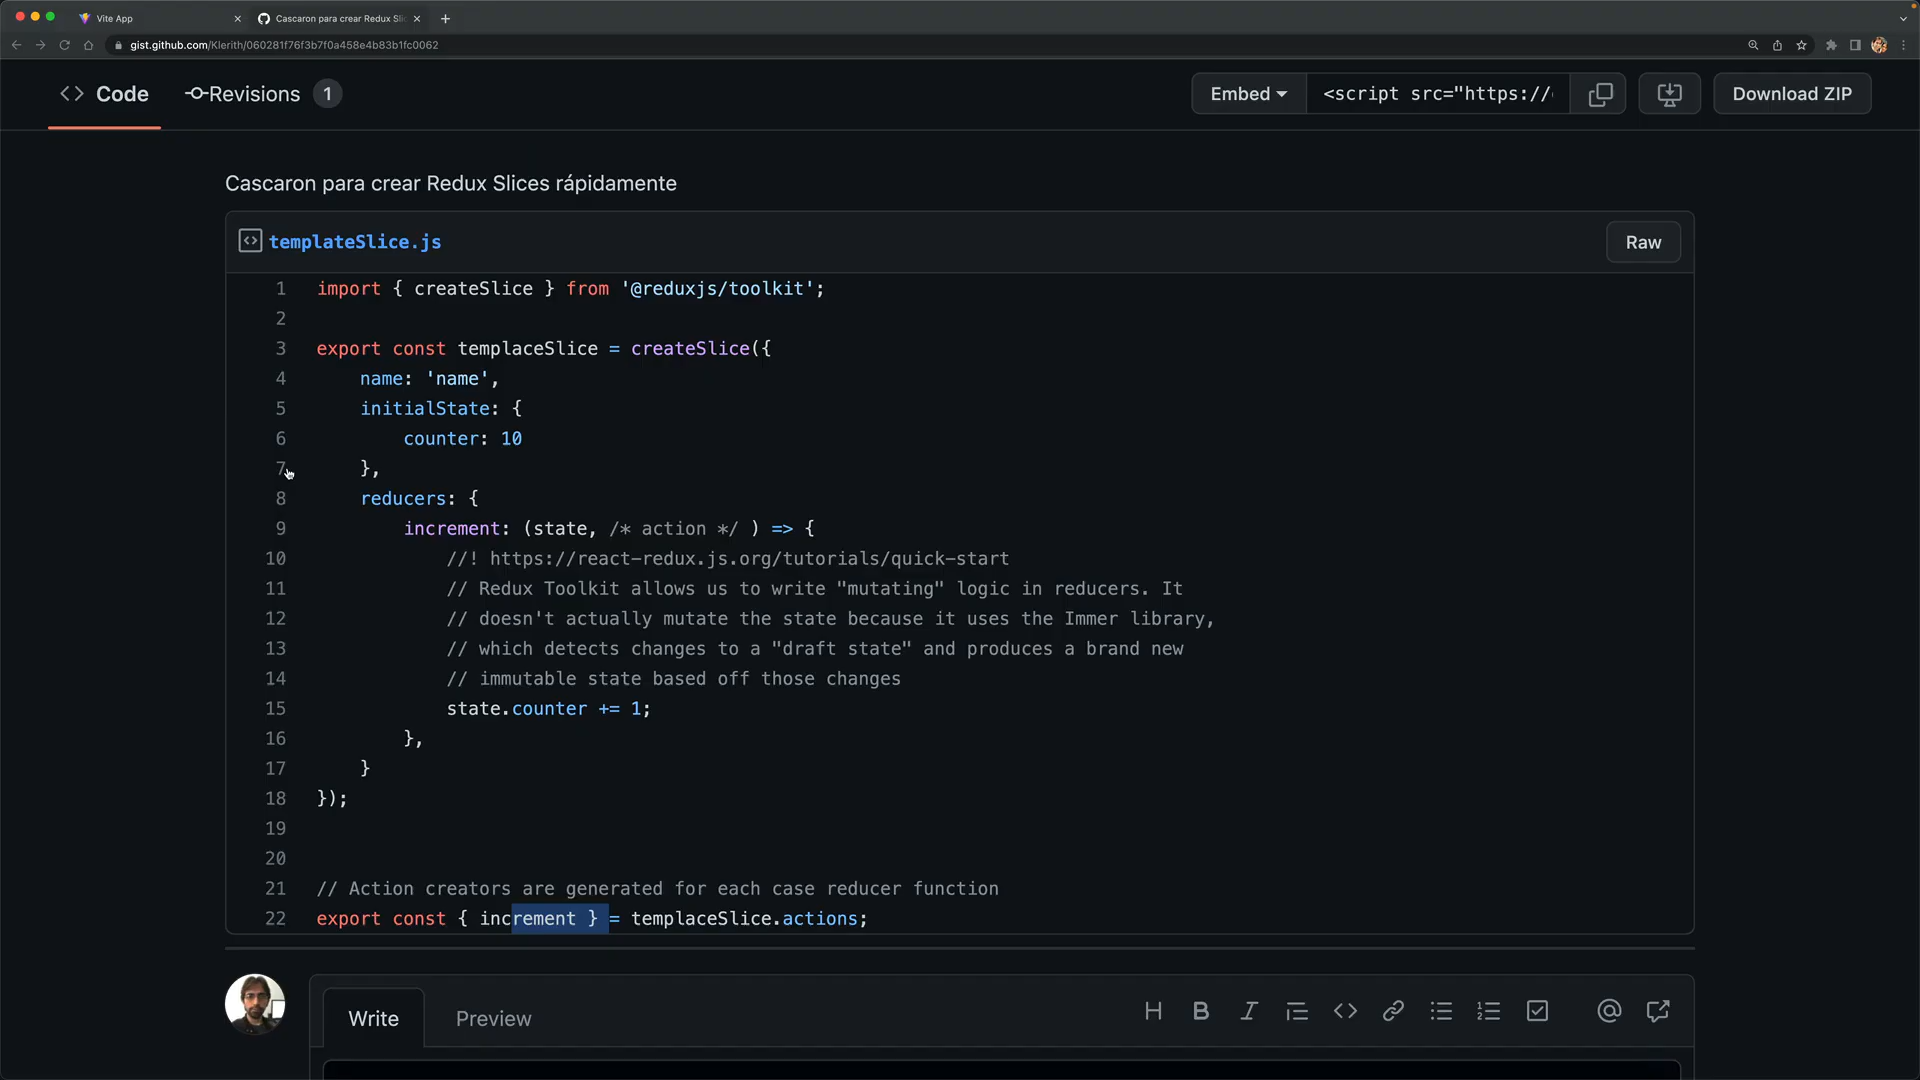 Vite App
Cascaron para crear Redux Slic
gist.github.com/Klerith/060281f76f3b7f0a458e4b83b1fc0062
<> Code
Revisions 1
Embed
<script src="https://
Download ZIP
Cascaron para crear Redux Slices rápidamente
templateSlice.js
Raw
1 import { createSlice } from '@reduxjs/toolkit';
2
3 export const templaceSlice = createSlice({
4 name: 'name',
5 initialState: {
6 counter: 10
7 },
8 reducers: {
9 increment: (state, /* action */ ) => {
10 //! https://react-redux.js.org/tutorials/quick-start
11 // Redux Toolkit allows us to write "mutating" logic in reducers. It
12 // doesn't actually mutate the state because it uses the Immer library,
13 // which detects changes to a "draft state" and produces a brand new
14 // immutable state based off those changes
15 state.counter += 1;
16 },
17 }
18 });
19
20
21 // Action creators are generated for each case reducer function
22 export const { increment } = templaceSlice.actions;
Write
Preview